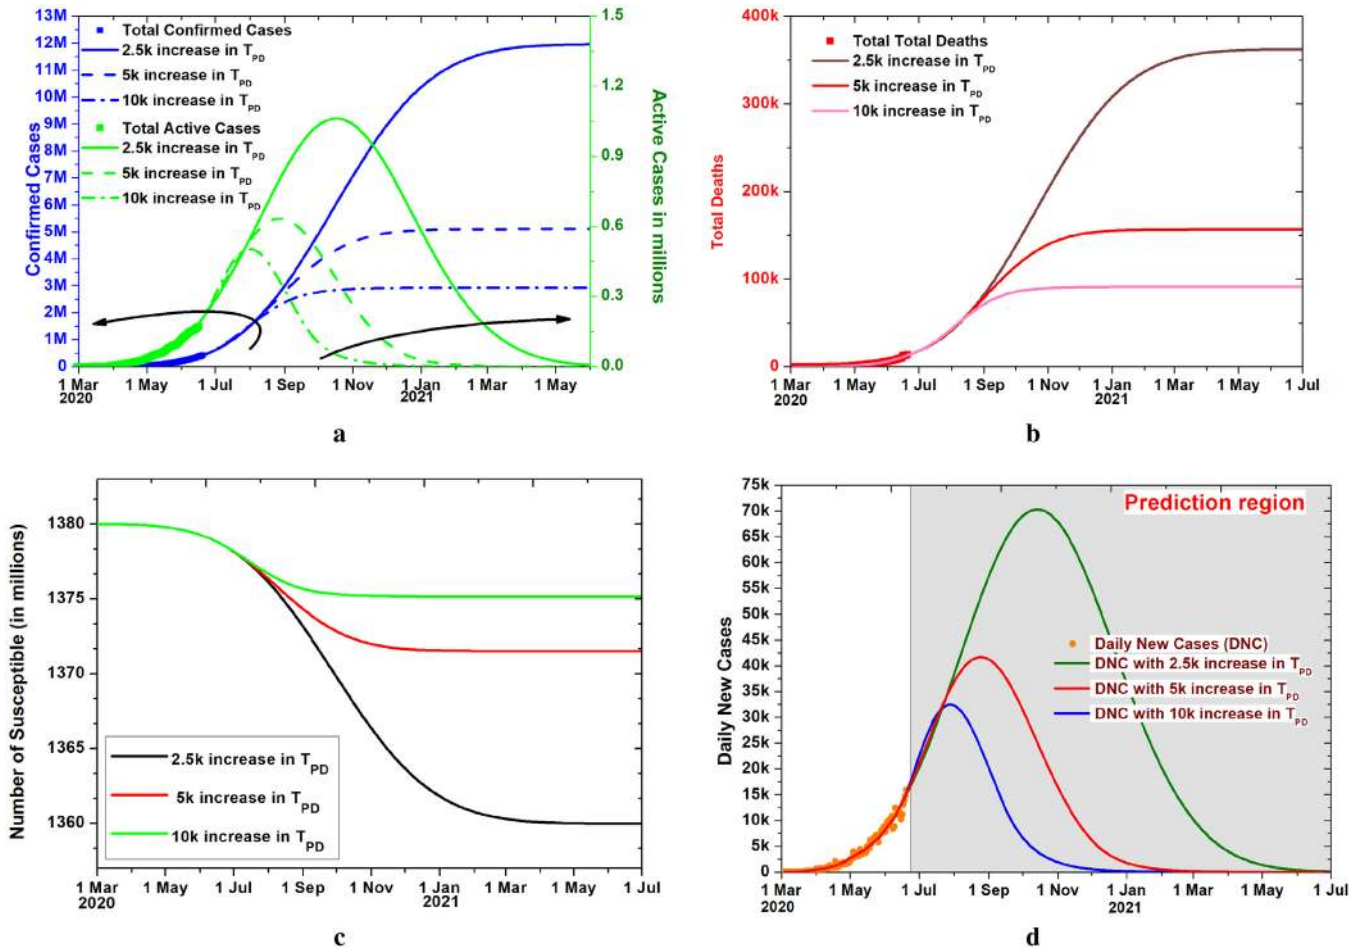 13M
12M
11M
10M
9M
8M
7M
6M
5M
4M
3M
2M
1M
0
Confirmed Cases
Total Confirmed Cases
2.5k increase in TPD
5k increase in TPD
10k increase in TPD
Total Active Cases
2.5k increase in TPD
5k increase in TPD
10k increase in TPD
1.5
1.2
0.9
0.6
0.3
0.0
Active Cases in millions
1 Mar 1 May 1 Jul 1 Sep 1 Nov 1 Jan 1 Mar 1 May
2020 2021
a
400k
300k
200k
100k
0
Total Deaths
Total Total Deaths
2.5k increase in TPD
5k increase in TPD
10k increase in TPD
1 Mar 1 May 1 Jul 1 Sep 1 Nov 1 Jan 1 Mar 1 May 1 Jul
2020 2021
b
1380
1375
1370
1365
1360
Number of Susceptible (in millions)
2.5k increase in TPD
5k increase in TPD
10k increase in TPD
1 Mar 1 May 1 Jul 1 Sep 1 Nov 1 Jan 1 Mar 1 May 1 Jul
2020 2021
c
75k
70k
65k
60k
55k
50k
45k
40k
35k
30k
25k
20k
15k
10k
5k
0
Daily New Cases
Prediction region
Daily New Cases (DNC)
DNC with 2.5k increase in TPD
DNC with 5k increase in TPD
DNC with 10k increase in TPD
1 Mar 1 May 1 Jul 1 Sep 1 Nov 1 Jan 1 Mar 1 May 1 Jul
2020 2021
d